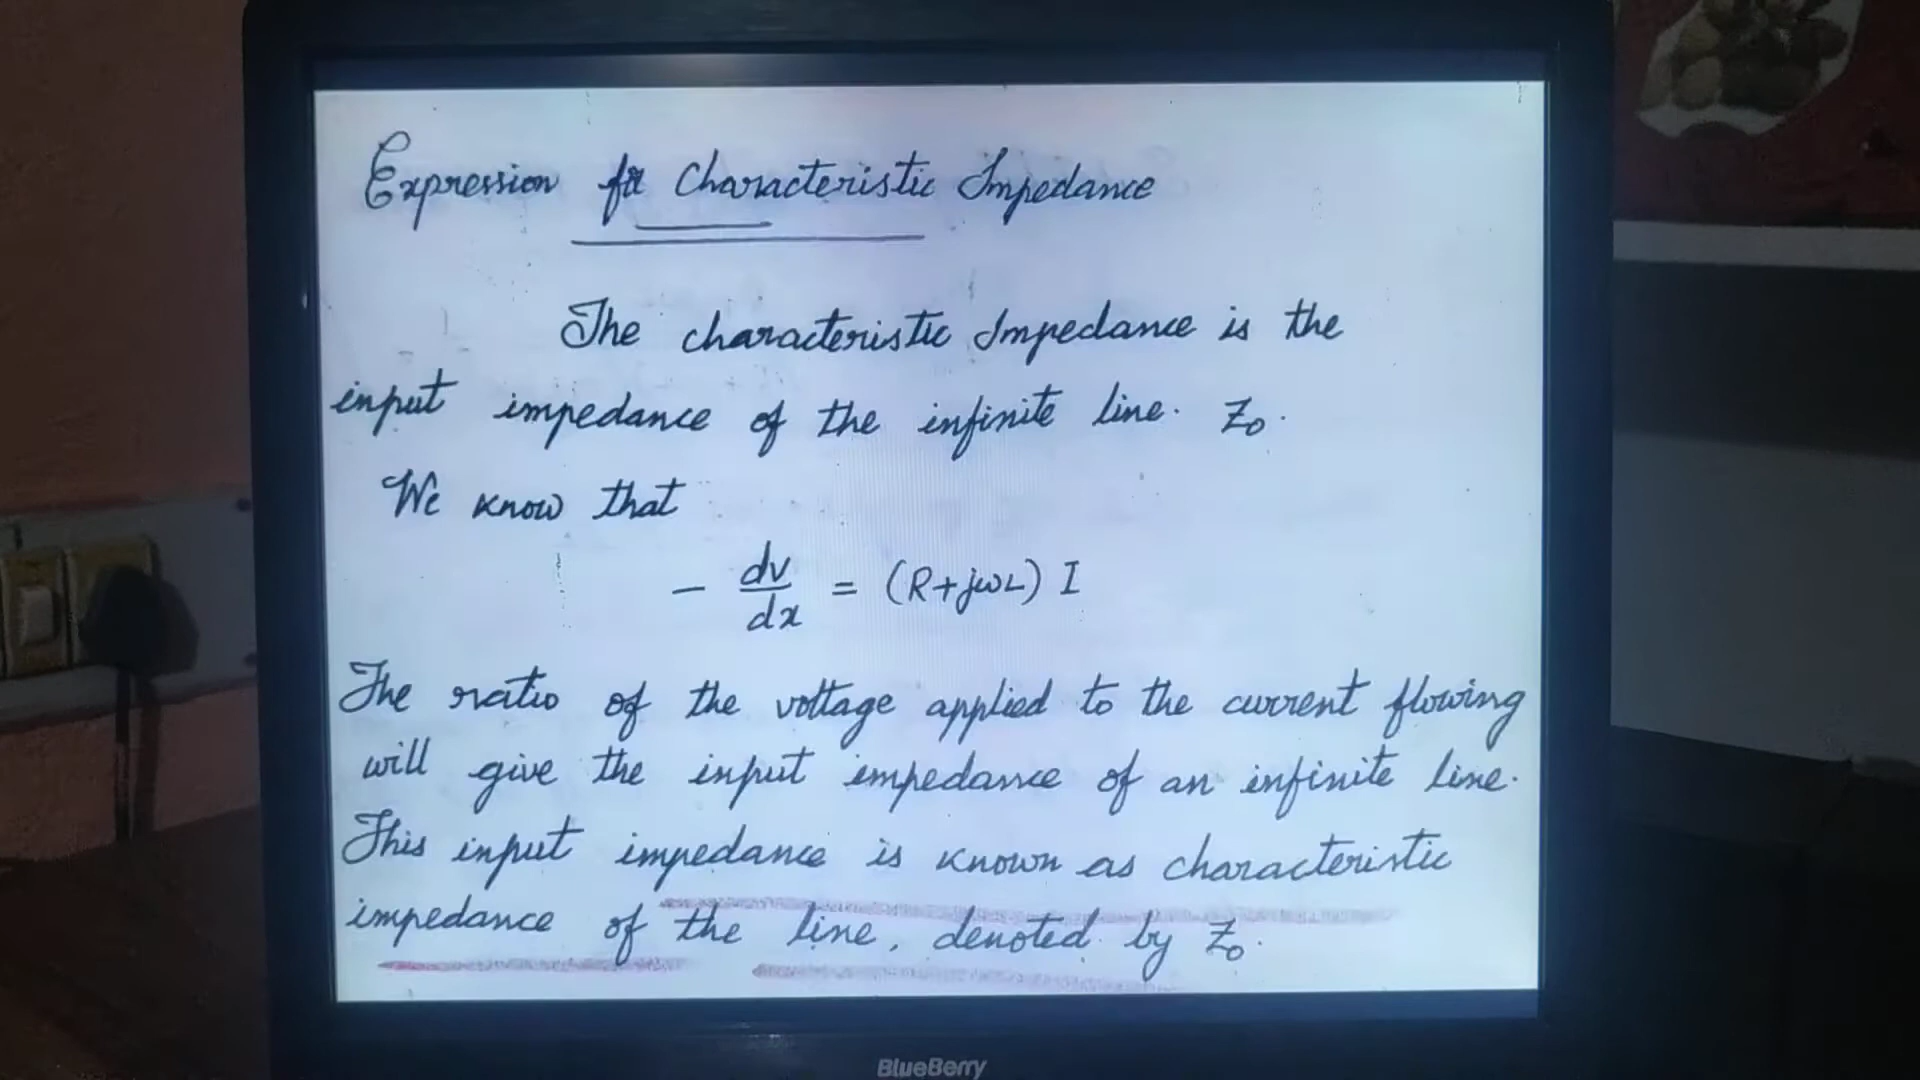 Expression for Characteristic Impedance
The characteristic Impedance is the
input impedance of the infinite line. Z₀.
We know that
- dv/dx = (R+jωL) I
The ratio of the voltage applied to the current flowing
will give the input impedance of an infinite line.
This input impedance is known as characteristic
impedance of the line, denoted by Z₀.
BlueBerry